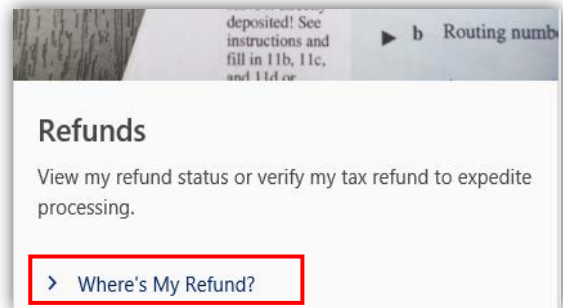 deposited! See
instructions and
fill in 11b, 11c,
and 11d or
▶ b Routing
Refunds
View my refund status or verify my tax refund to expedite
processing.
> Where's My Refund?